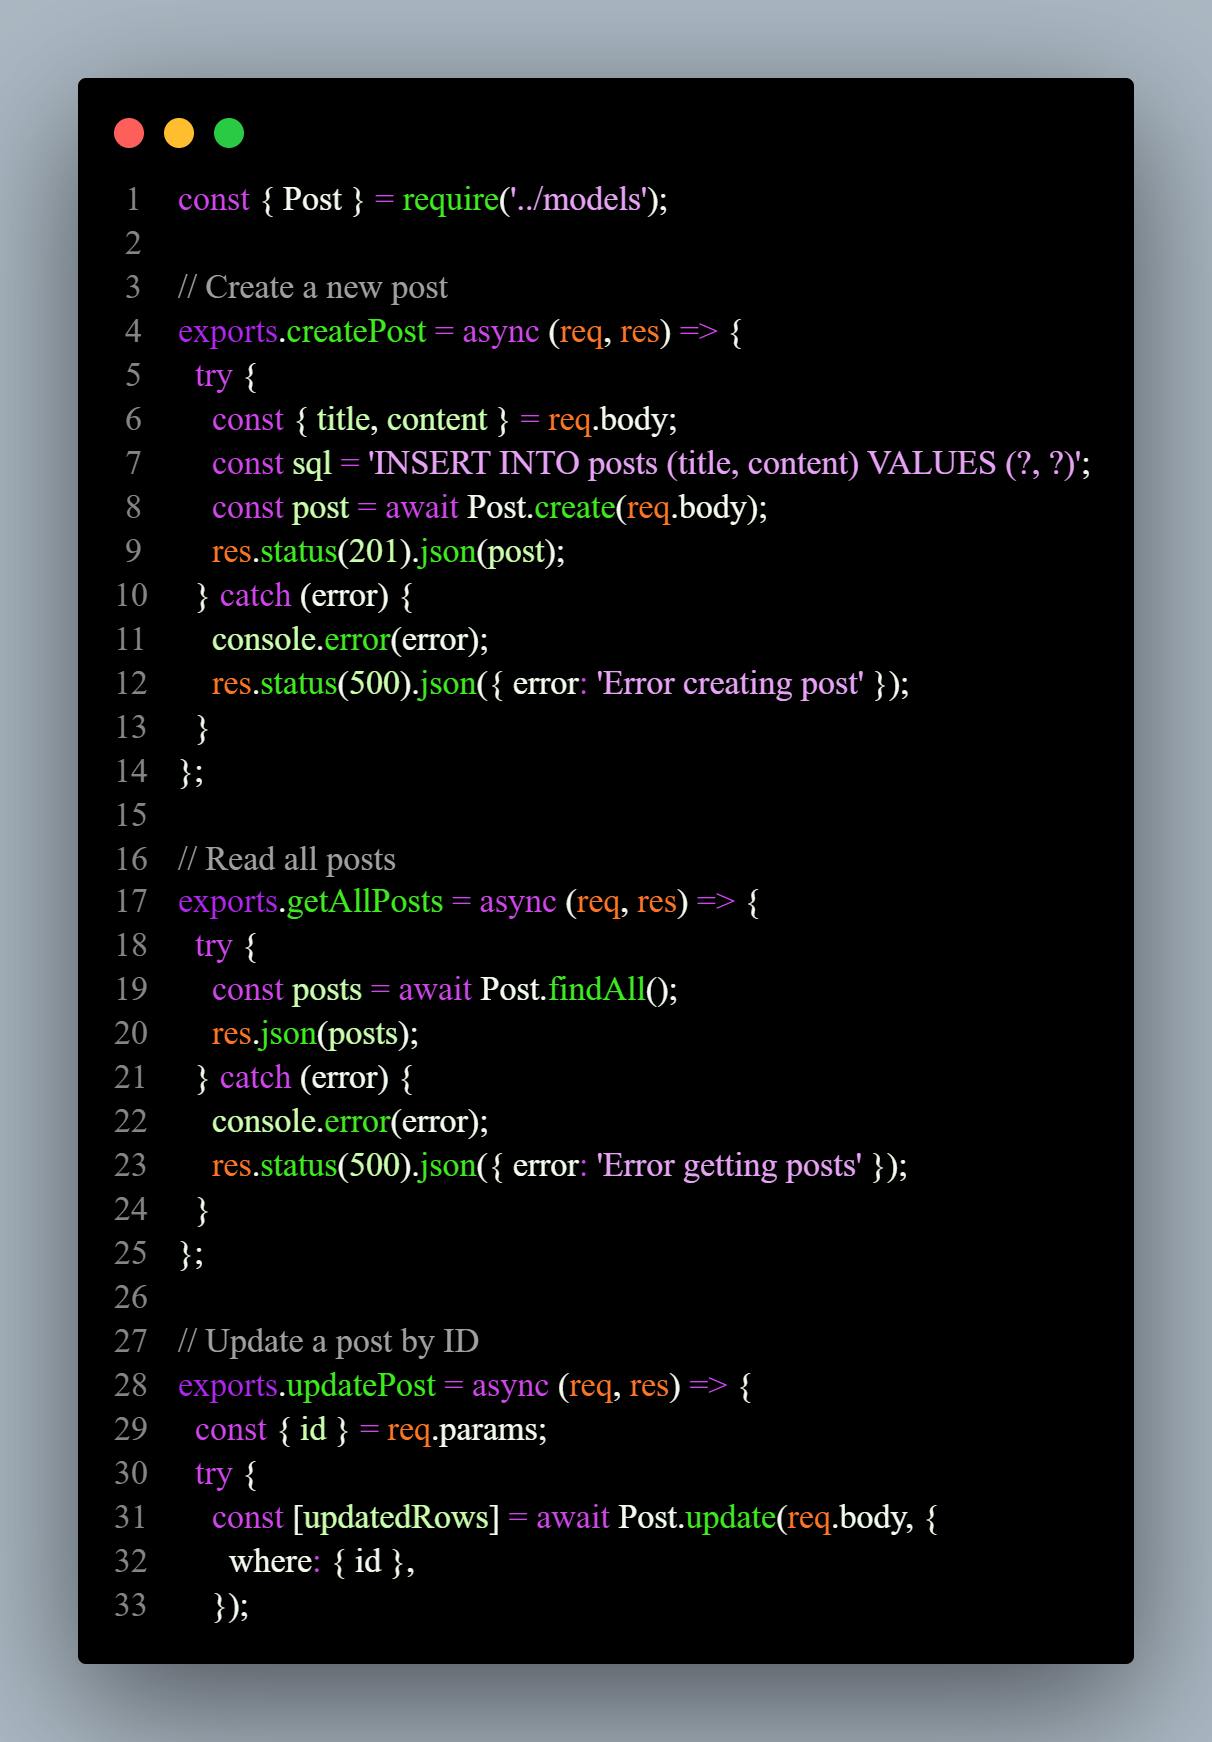 1 const { Post } = require('../models');
2
3 // Create a new post
4 exports.createPost = async (req, res) => {
5   try {
6     const { title, content } = req.body;
7     const sql = 'INSERT INTO posts (title, content) VALUES (?, ?)';
8     const post = await Post.create(req.body);
9     res.status(201).json(post);
10   } catch (error) {
11     console.error(error);
12     res.status(500).json({ error: 'Error creating post' });
13   }
14 };
15
16 // Read all posts
17 exports.getAllPosts = async (req, res) => {
18   try {
19     const posts = await Post.findAll();
20     res.json(posts);
21   } catch (error) {
22     console.error(error);
23     res.status(500).json({ error: 'Error getting posts' });
24   }
25 };
26
27 // Update a post by ID
28 exports.updatePost = async (req, res) => {
29   const { id } = req.params;
30   try {
31     const [updatedRows] = await Post.update(req.body, {
32       where: { id },
33     });